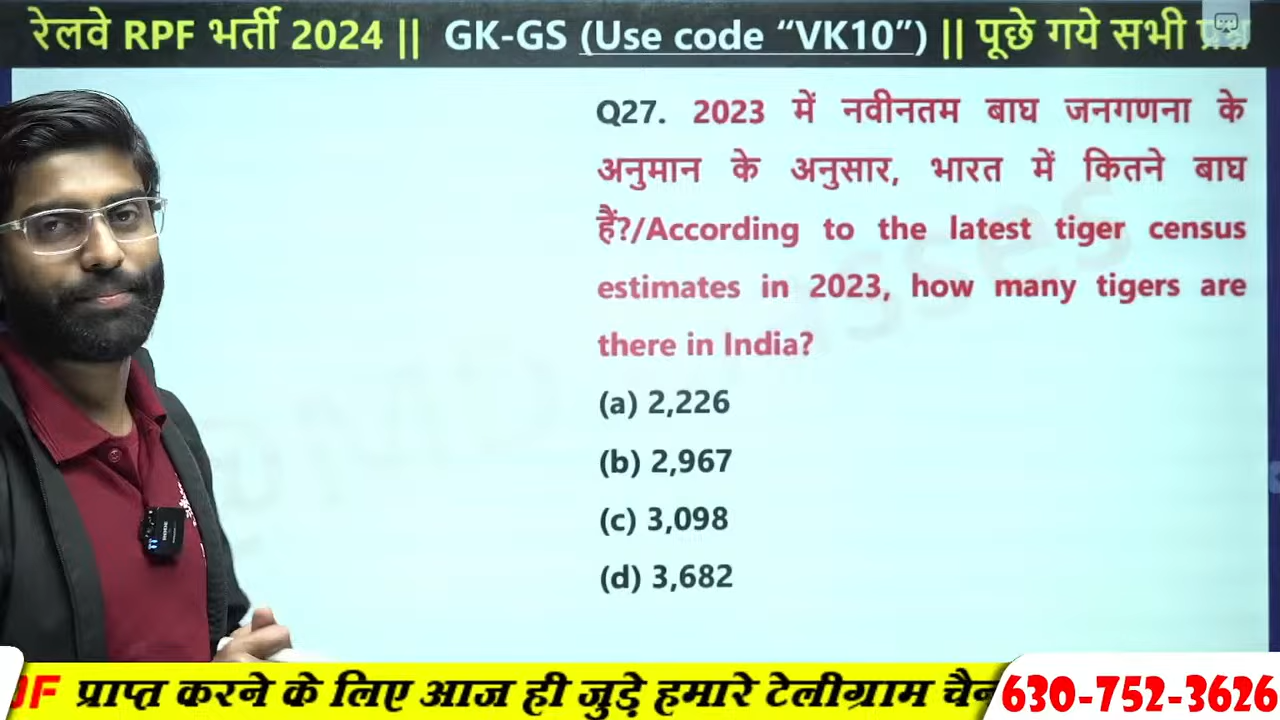 रेलवे RPF भर्ती 2024 || GK-GS (Use code “VK10”) || पूछे गये सभी प्रश्न
Q27. 2023 में नवीनतम बाघ जनगणना के
अनुमान के अनुसार, भारत में कितने बाघ
हैं?/According to the latest tiger census
estimates in 2023, how many tigers are
there in India?
(a) 2,226
(b) 2,967
(c) 3,098
(d) 3,682
प्राप्त करने के लिए आज ही जुड़े हमारे टेलीग्राम
630-752-3626